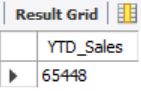 Result Grid
YTD_Sales
65448